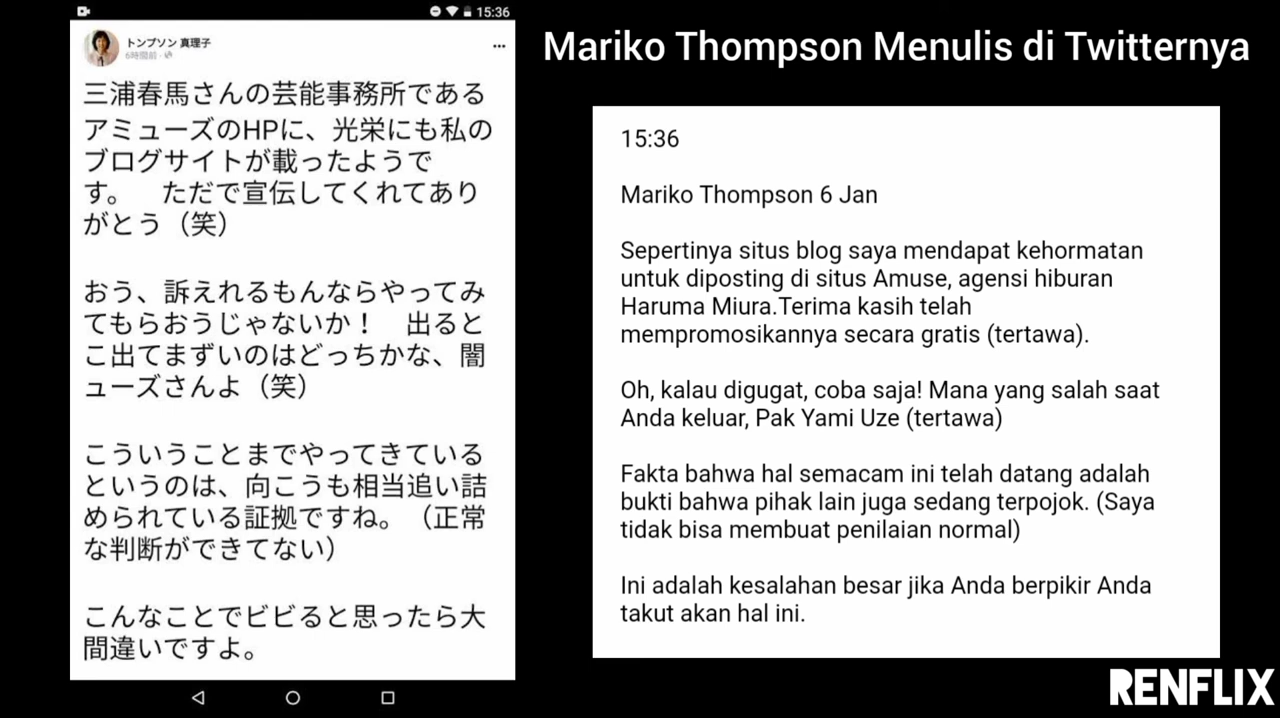 15:36
トンプソン 真理子
6時間前
三浦春馬さんの芸能事務所である
アミューズのHPに、光栄にも私の
ブログサイトが載ったようで
す。　ただで宣伝してくれてあり
がとう（笑）
おう、訴えれるもんならやってみ
てもらおうじゃないか！　出ると
こ出てまずいのはどっちかな、闇
ューズさんよ（笑）
こういうことまでやってきている
というのは、向こうも相当追い詰
められている証拠ですね。（正常
な判断ができてない）
こんなことでビビると思ったら大
間違いですよ。
Mariko Thompson Menulis di Twitternya
15:36
Mariko Thompson 6 Jan
Sepertinya situs blog saya mendapat kehormatan
untuk diposting di situs Amuse, agensi hiburan
Haruma Miura.Terima kasih telah
mempromosikannya secara gratis (tertawa).
Oh, kalau digugat, coba saja! Mana yang salah saat
Anda keluar, Pak Yami Uze (tertawa)
Fakta bahwa hal semacam ini telah datang adalah
bukti bahwa pihak lain juga sedang terpojok. (Saya
tidak bisa membuat penilaian normal)
Ini adalah kesalahan besar jika Anda berpikir Anda
takut akan hal ini.
RENFLIX